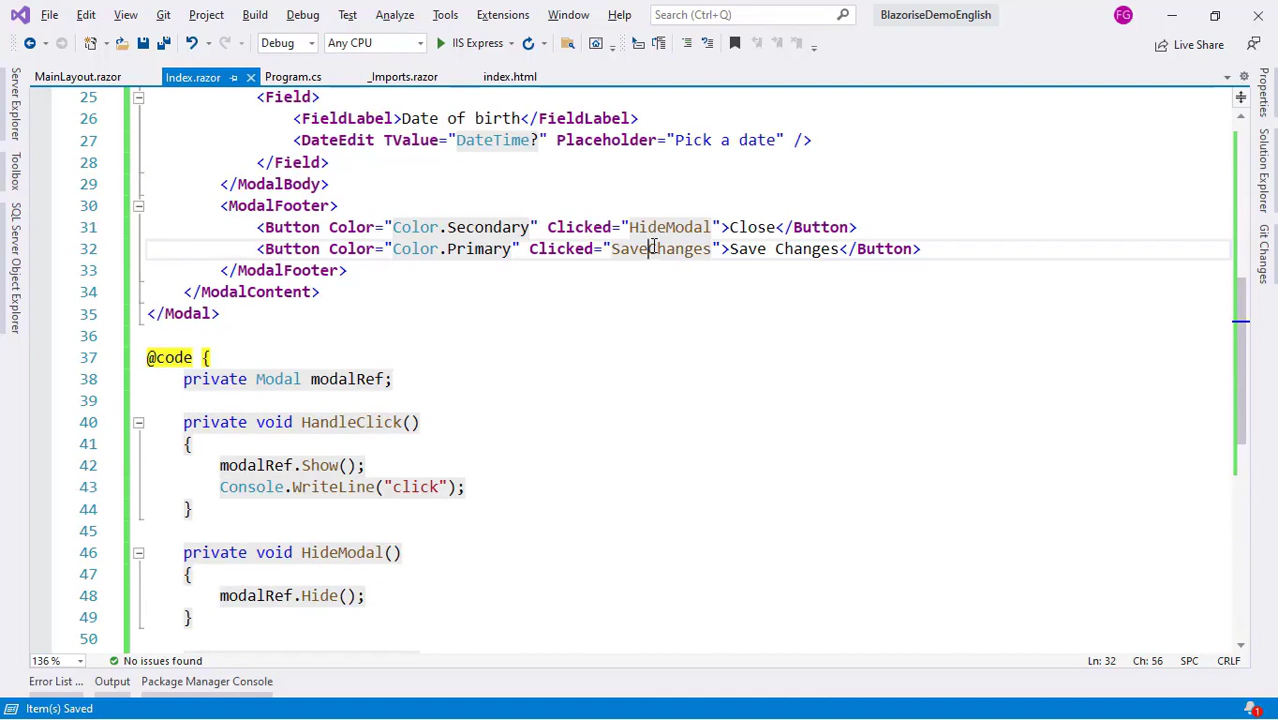 File Edit View Git Project Build Debug Test Analyze Tools Extensions Window Help Search (Ctrl+Q) BlazoriseDemoEnglish FG
Debug Any CPU IIS Express Live Share
MainLayout.razor Index.razor Program.cs _Imports.razor index.html
Server Explorer
Toolbox
SQL Server Object Explorer
Properties
Git Changes
25 <Field>
26 <FieldLabel>Date of birth</FieldLabel>
27 <DateEdit TValue="DateTime?" Placeholder="Pick a date" />
28 </Field>
29 </ModalBody>
30 <ModalFooter>
31 <Button Color="Color.Secondary" Clicked="HideModal">Close</Button>
32 <Button Color="Color.Primary" Clicked="SaveChanges">Save Changes</Button>
33 </ModalFooter>
34 </ModalContent>
35 </Modal>
36
37 @code {
38 private Modal modalRef;
39
40 private void HandleClick()
41 {
42 modalRef.Show();
43 Console.WriteLine("click");
44 }
45
46 private void HideModal()
47 {
48 modalRef.Hide();
49 }
50
136 % No issues found Ln: 32 Ch: 56 SPC CRLF
Error List ... Output Package Manager Console
Item(s) Saved 1